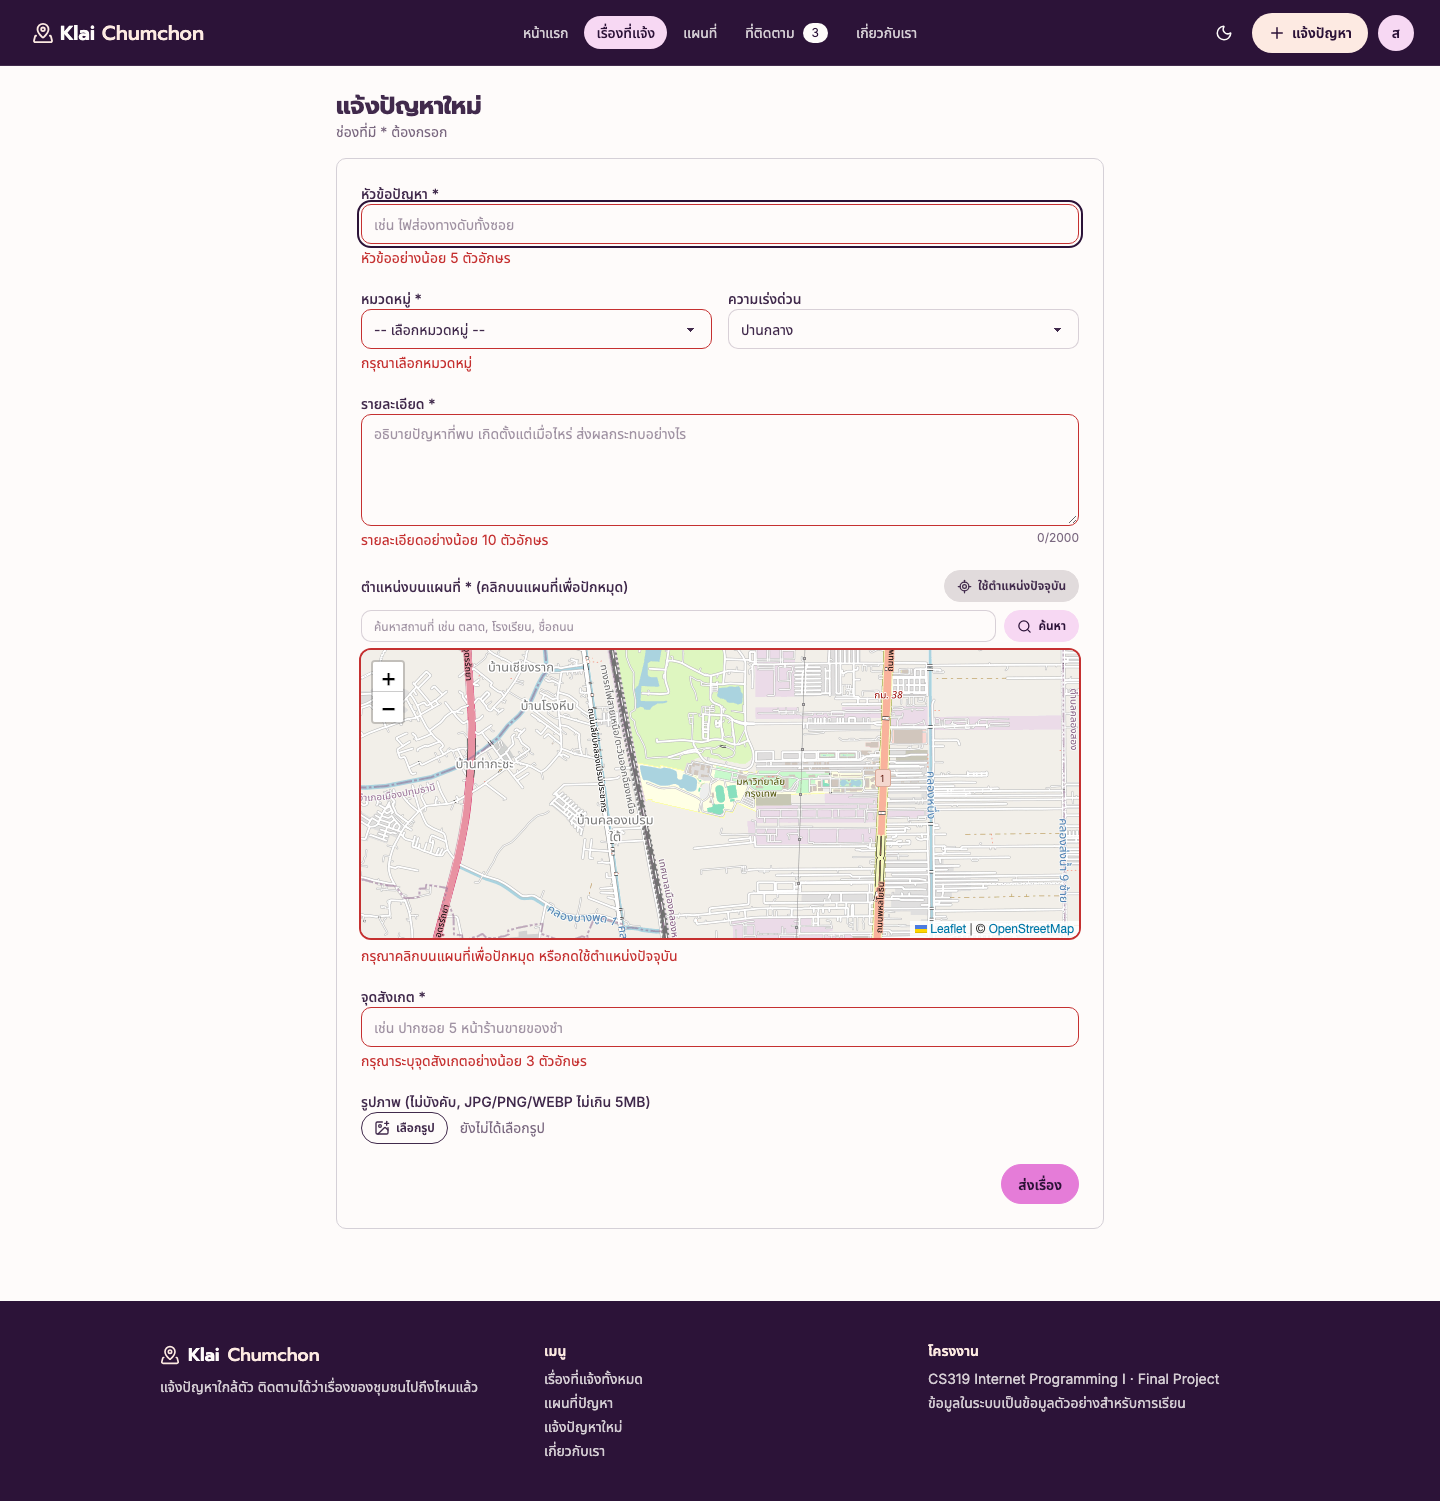 Klai Chumchon
หน้าแรก
เรื่องที่แจ้ง
แผนที่
ที่ติดตาม 3
เกี่ยวกับเรา
แจ้งปัญหา
ส
แจ้งปัญหาใหม่
ช่องที่มี * ต้องกรอก
หัวข้อปัญหา *
เช่น ไฟส่องทางดับทั้งซอย
หัวข้ออย่างน้อย 5 ตัวอักษร
หมวดหมู่ *
ความเร่งด่วน
-- เลือกหมวดหมู่ --
ปานกลาง
กรุณาเลือกหมวดหมู่
รายละเอียด *
อธิบายปัญหาที่พบ เกิดตั้งแต่เมื่อไหร่ ส่งผลกระทบอย่างไร
รายละเอียดอย่างน้อย 10 ตัวอักษร
0/2000
ตำแหน่งบนแผนที่ * (คลิกบนแผนที่เพื่อปักหมุด)
ใช้ตำแหน่งปัจจุบัน
ค้นหาสถานที่ เช่น ตลาด, โรงเรียน, ชื่อถนน
ค้นหา
+
−
บ้านเชียงราก
บ้านโรงหีบ
กม. 38
บ้านท่ากะชะ
มหาวิทยาลัย
กรุงเทพ
1
คลองหนึ่ง
บ้านคลองเปรม
ใต้
ถนนพหลโยธิน
Leaflet | © OpenStreetMap
กรุณาคลิกบนแผนที่เพื่อปักหมุด หรือกดใช้ตำแหน่งปัจจุบัน
จุดสังเกต *
เช่น ปากซอย 5 หน้าร้านขายของชำ
กรุณาระบุจุดสังเกตอย่างน้อย 3 ตัวอักษร
รูปภาพ (ไม่บังคับ, JPG/PNG/WEBP ไม่เกิน 5MB)
เลือกรูป
ยังไม่ได้เลือกรูป
ส่งเรื่อง
Klai Chumchon
แจ้งปัญหาใกล้ตัว ติดตามได้ว่าเรื่องของชุมชนไปถึงไหนแล้ว
เมนู
เรื่องที่แจ้งทั้งหมด
แผนที่ปัญหา
แจ้งปัญหาใหม่
เกี่ยวกับเรา
โครงงาน
CS319 Internet Programming I · Final Project
ข้อมูลในระบบเป็นข้อมูลตัวอย่างสำหรับการเรียน